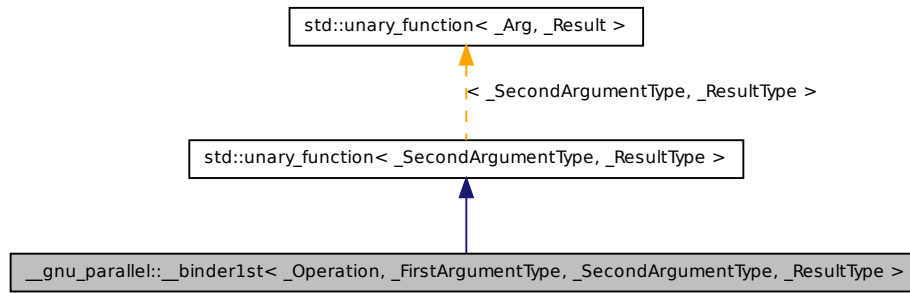 std::unary_function< _Arg, _Result >
< _SecondArgumentType, _ResultType >
std::unary_function< _SecondArgumentType, _ResultType >
__gnu_parallel::__binder1st< _Operation, _FirstArgumentType, _SecondArgumentType, _ResultType >